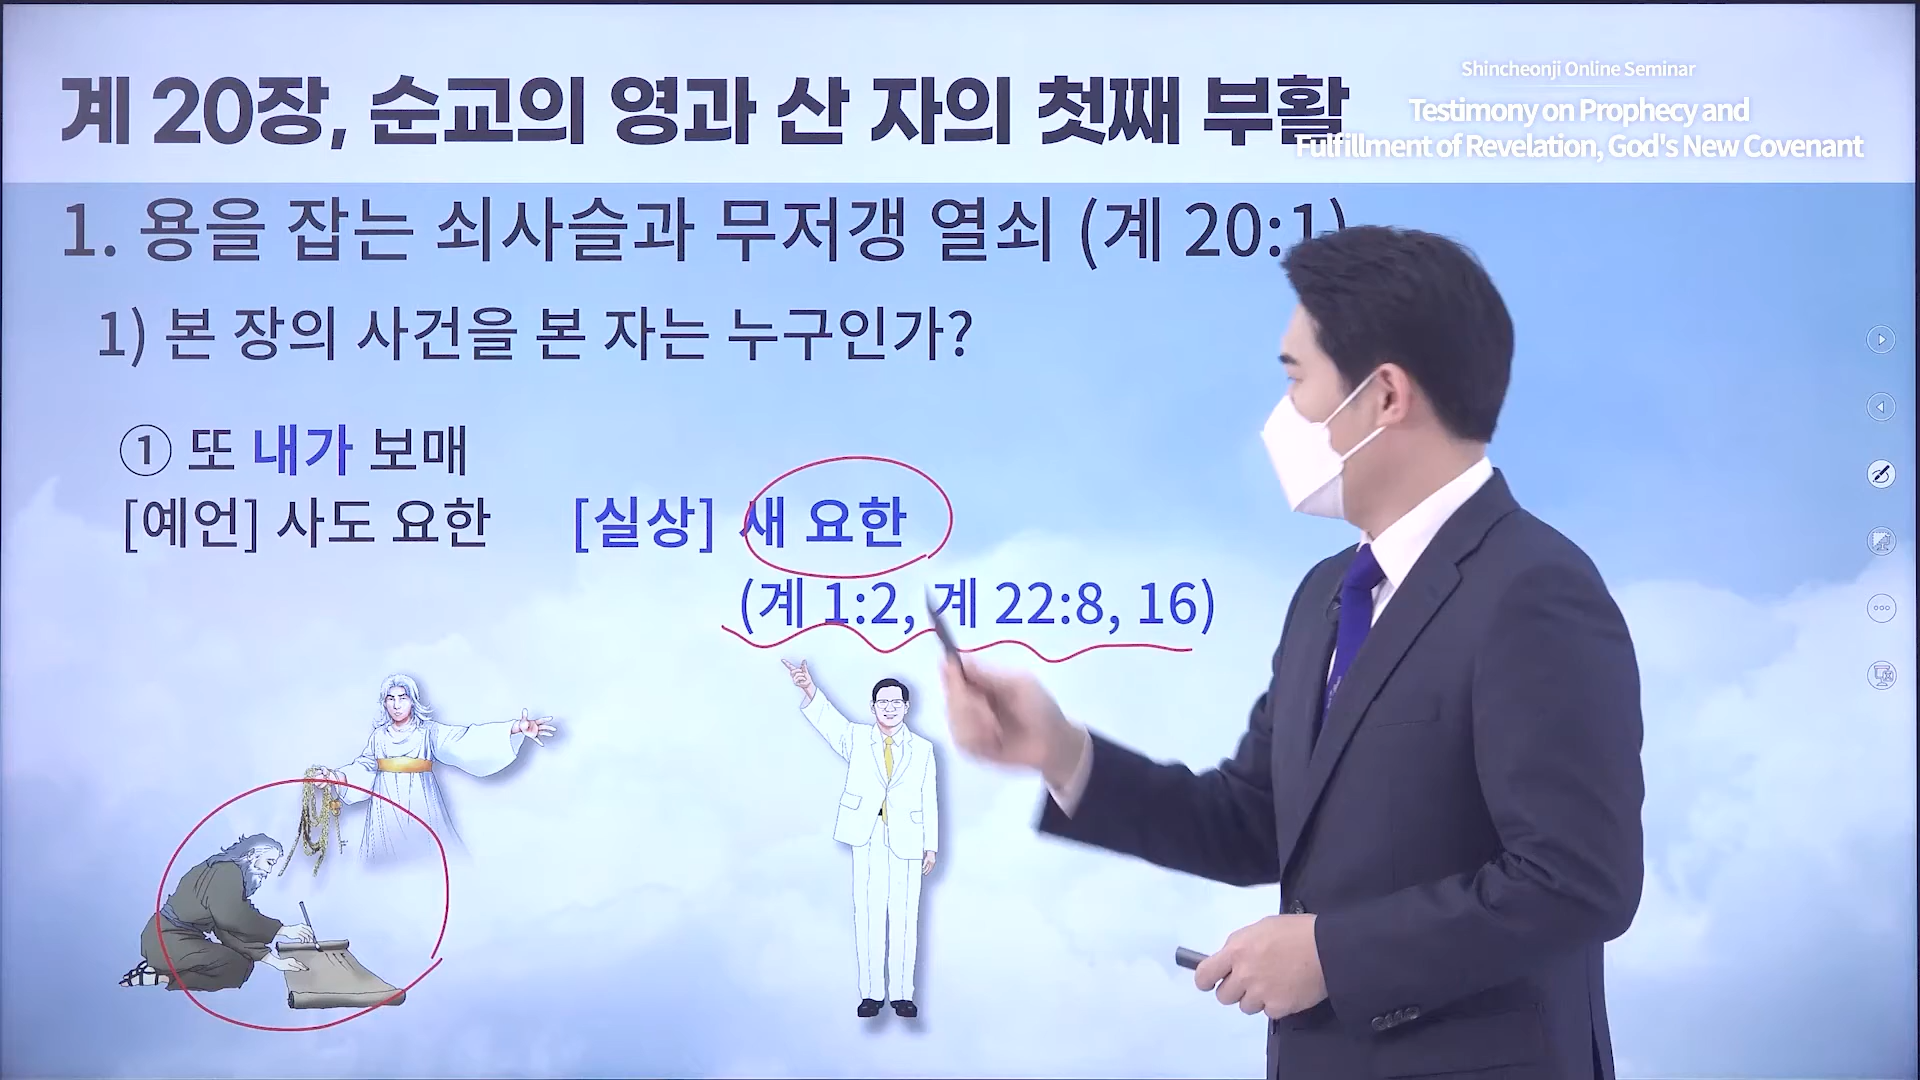 계 20장, 순교의 영과 산 자의 첫째 부활
Shincheonji Online Seminar
Testimony on Prophecy and
Fulfillment of Revelation, God's New Covenant
1. 용을 잡는 쇠사슬과 무저갱 열쇠 (계 20:1)
1) 본 장의 사건을 본 자는 누구인가?
① 또 내가 보매
[예언] 사도 요한 [실상] 새 요한
(계 1:2, 계 22:8, 16)